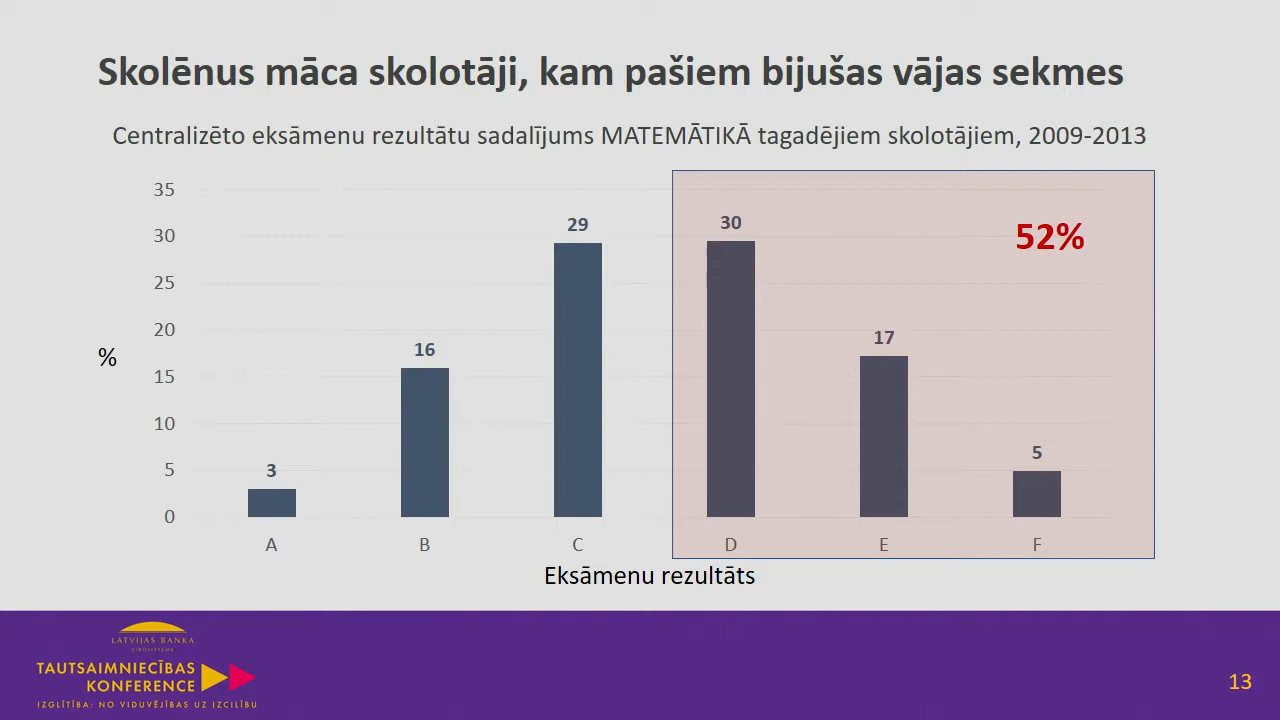 Skolēnus māca skolotāji, kam pašiem bijušas vājas sekmes
Centralizēto eksāmenu rezultātu sadalījums MATEMĀTIKĀ tagadējiem skolotājiem, 2009-2013
35
30
25
20
15
10
5
0
%
3
16
29
30
17
5
52%
A B C D E F
Eksāmenu rezultāts
LATVIJAS BANKA
EIROSISTĒMA
TAUTSAIMNIECĪBAS
KONFERENCE
IZGLĪTĪBA: NO VIDUVĒJĪBAS UZ IZCILĪBU
13